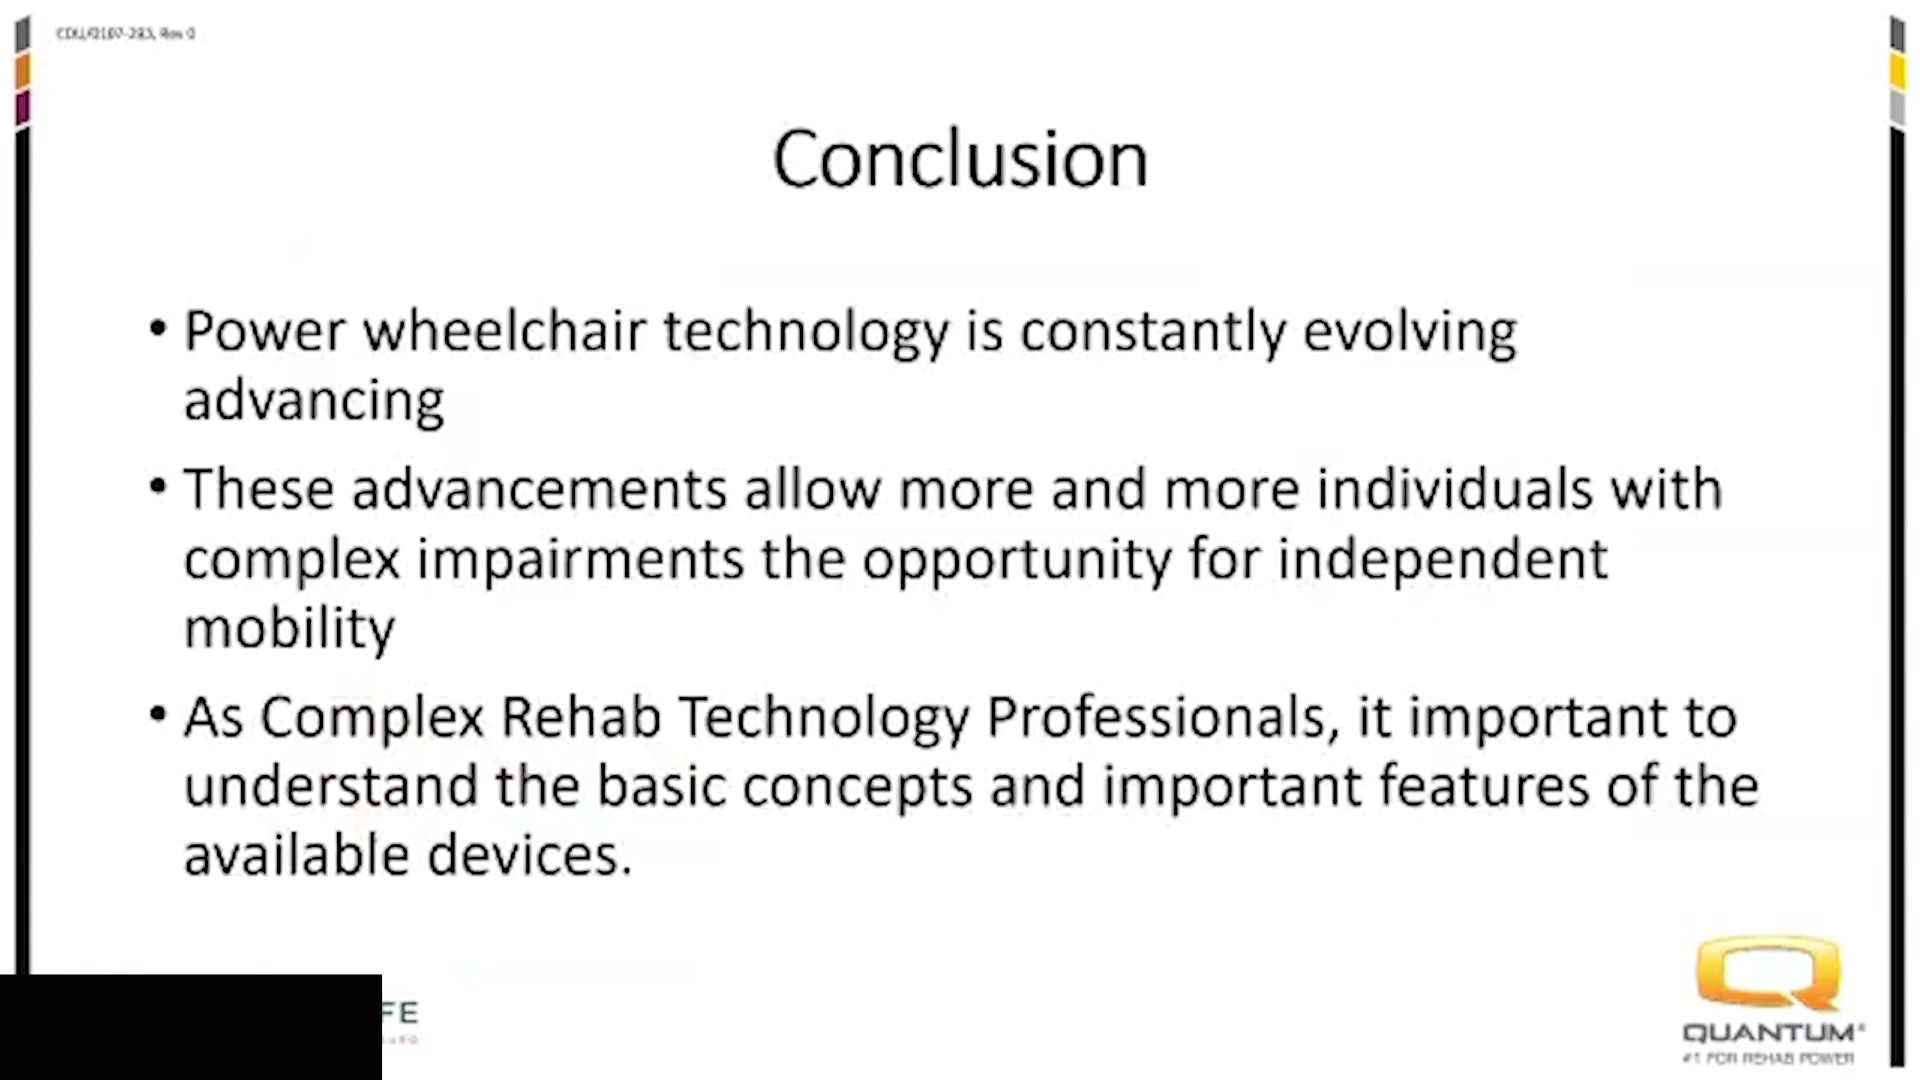 Conclusion
• Power wheelchair technology is constantly evolving
advancing
• These advancements allow more and more individuals with
complex impairments the opportunity for independent
mobility
• As Complex Rehab Technology Professionals, it important to
understand the basic concepts and important features of the
available devices.
FE
QUANTUM®
#1 FOR REHAB POWER